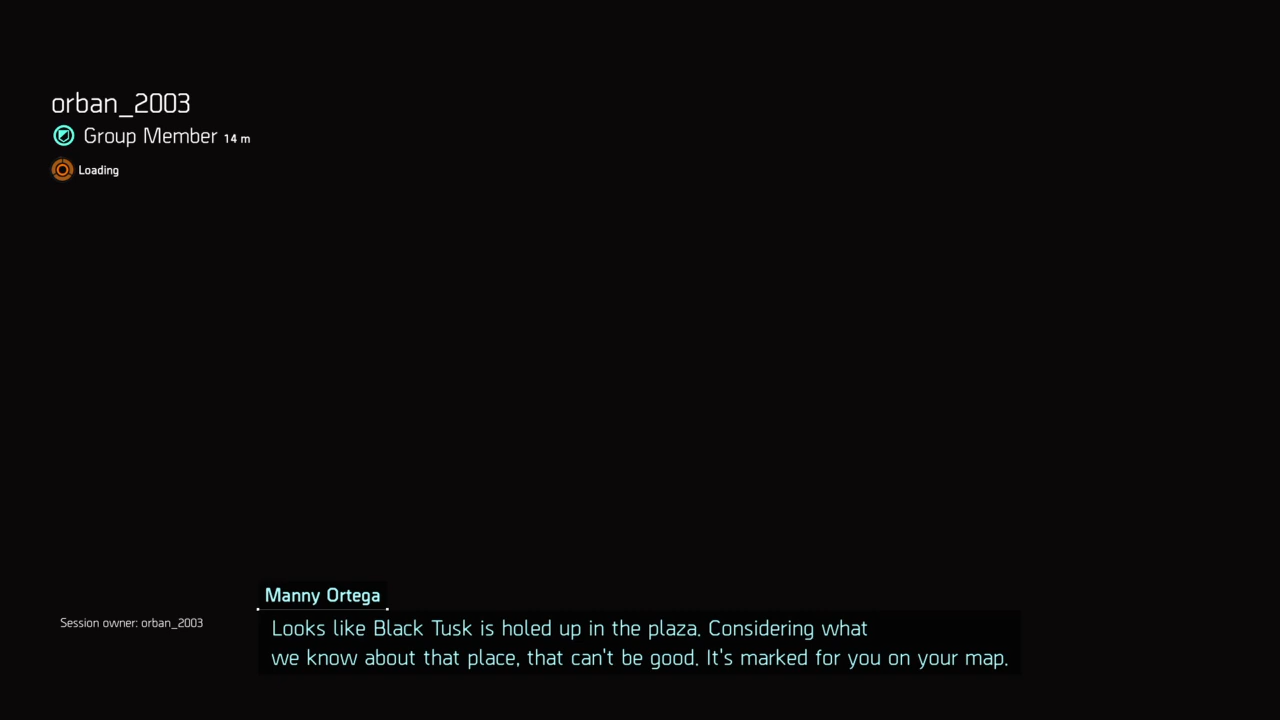 orban_2003
Group Member 14 m
Loading
Manny Ortega
Session owner: orban_2003
Looks like Black Tusk is holed up in the plaza. Considering what
we know about that place, that can't be good. It's marked for you on your map.